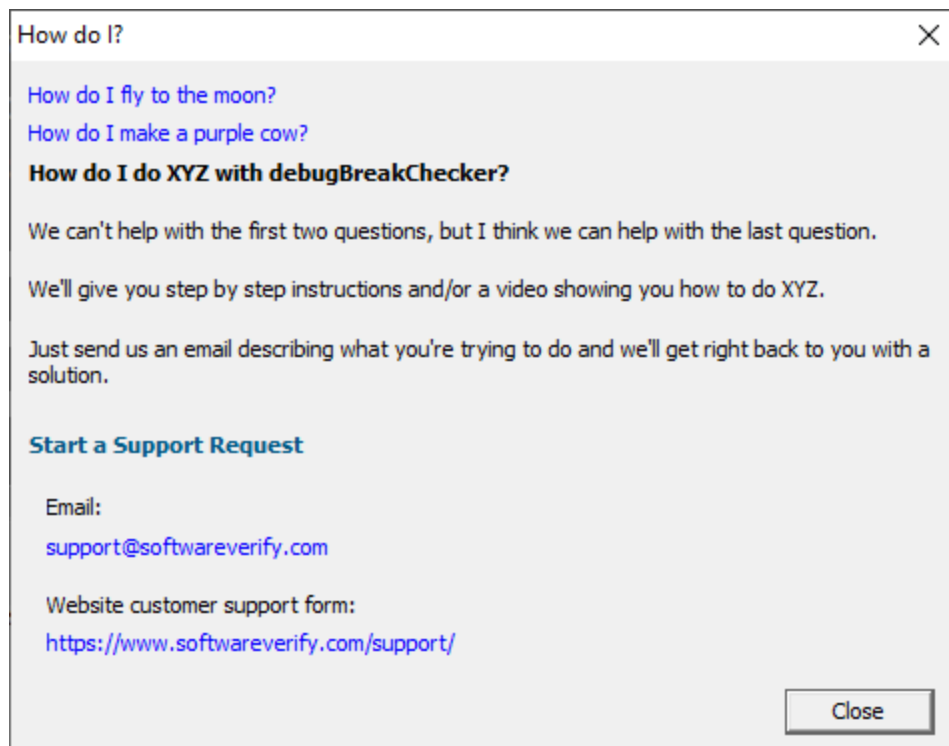 How do I?
How do I fly to the moon?
How do I make a purple cow?
How do I do XYZ with debugBreakChecker?
We can't help with the first two questions, but I think we can help with the last question.
We'll give you step by step instructions and/or a video showing you how to do XYZ.
Just send us an email describing what you're trying to do and we'll get right back to you with a
solution.
Start a Support Request
Email:
support@softwareverify.com
Website customer support form:
https://www.softwareverify.com/support/
Close